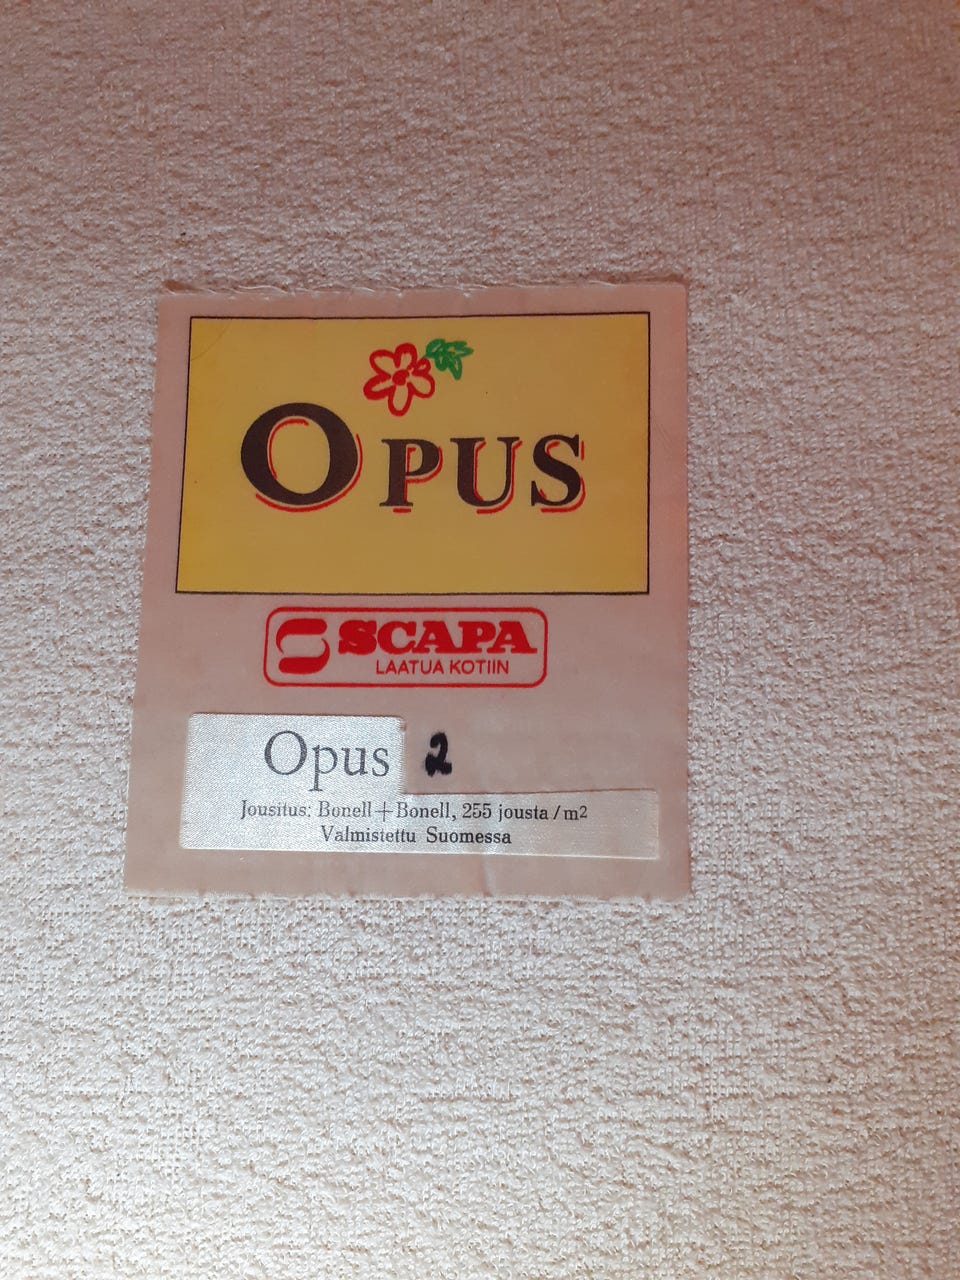 OPUS
SCAPA
LAATUA KOTIIN
Opus 2
Jousitus: Bonell + Bonell, 255 jousta / m2
Valmistettu Suomessa